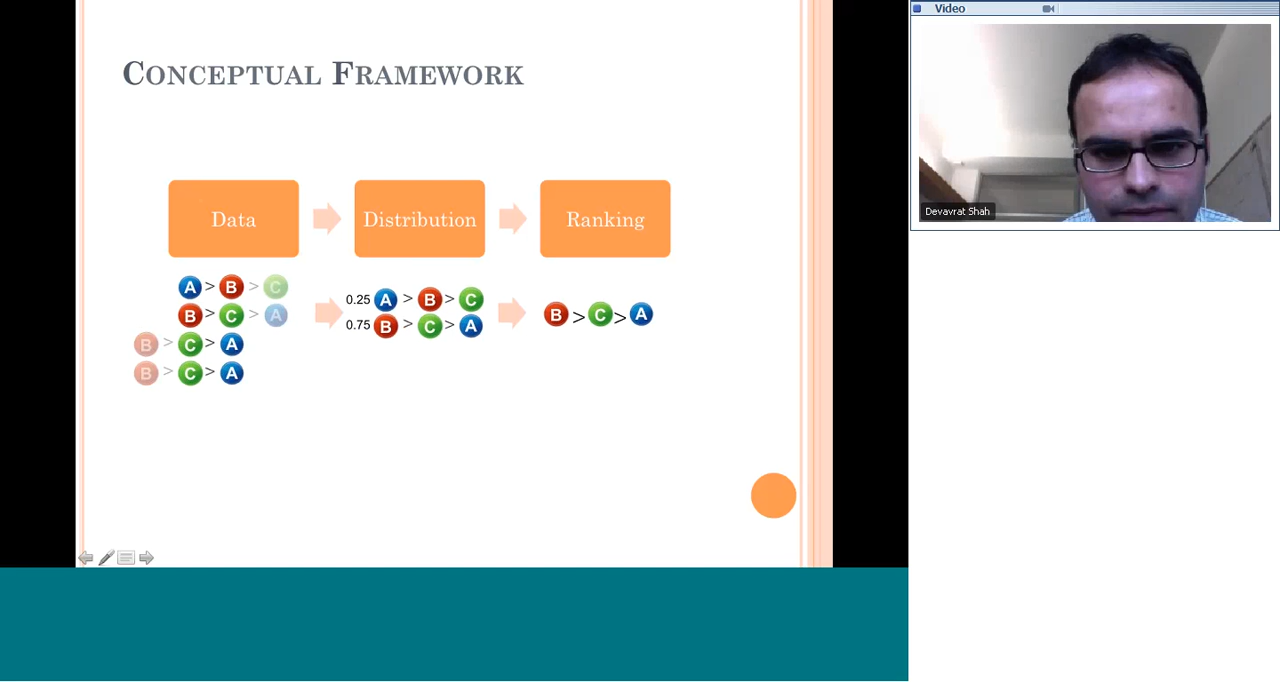 CONCEPTUAL FRAMEWORK
Data
Distribution
Ranking
A > B > C
B > C > A
B > C > A
B > C > A
0.25 A > B > C
0.75 B > C > A
B > C > A
Video
Devavrat Shah